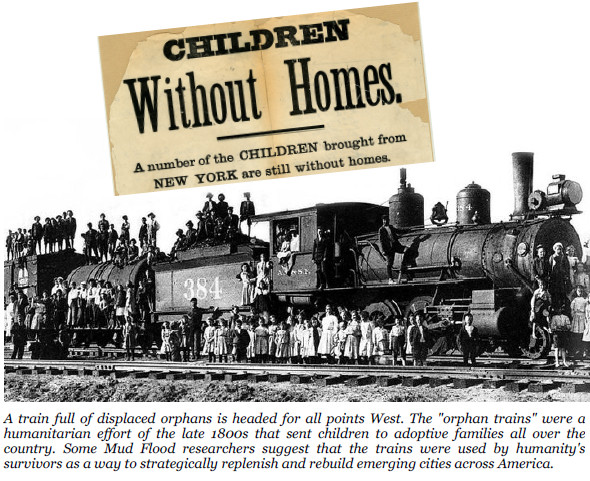 CHILDREN
Without Homes.
A number of the CHILDREN brought from
NEW YORK are still without homes.
384
A train full of displaced orphans is headed for all points West. The "orphan trains" were a
humanitarian effort of the late 1800s that sent children to adoptive families all over the
country. Some Mud Flood researchers suggest that the trains were used by humanity's
survivors as a way to strategically replenish and rebuild emerging cities across America.